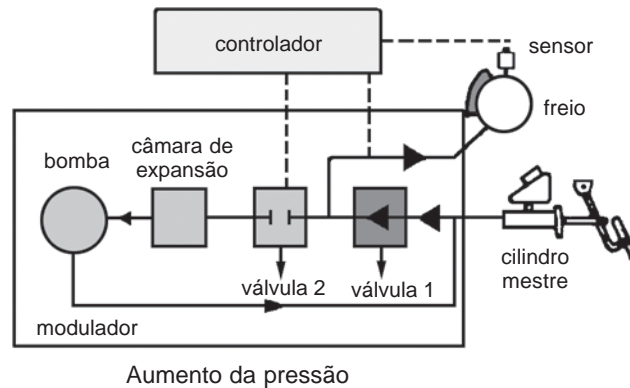 controlador
sensor
freio
câmara de
expansão
bomba
cilindro
mestre
válvula 2
válvula 1
modulador
Aumento da pressão